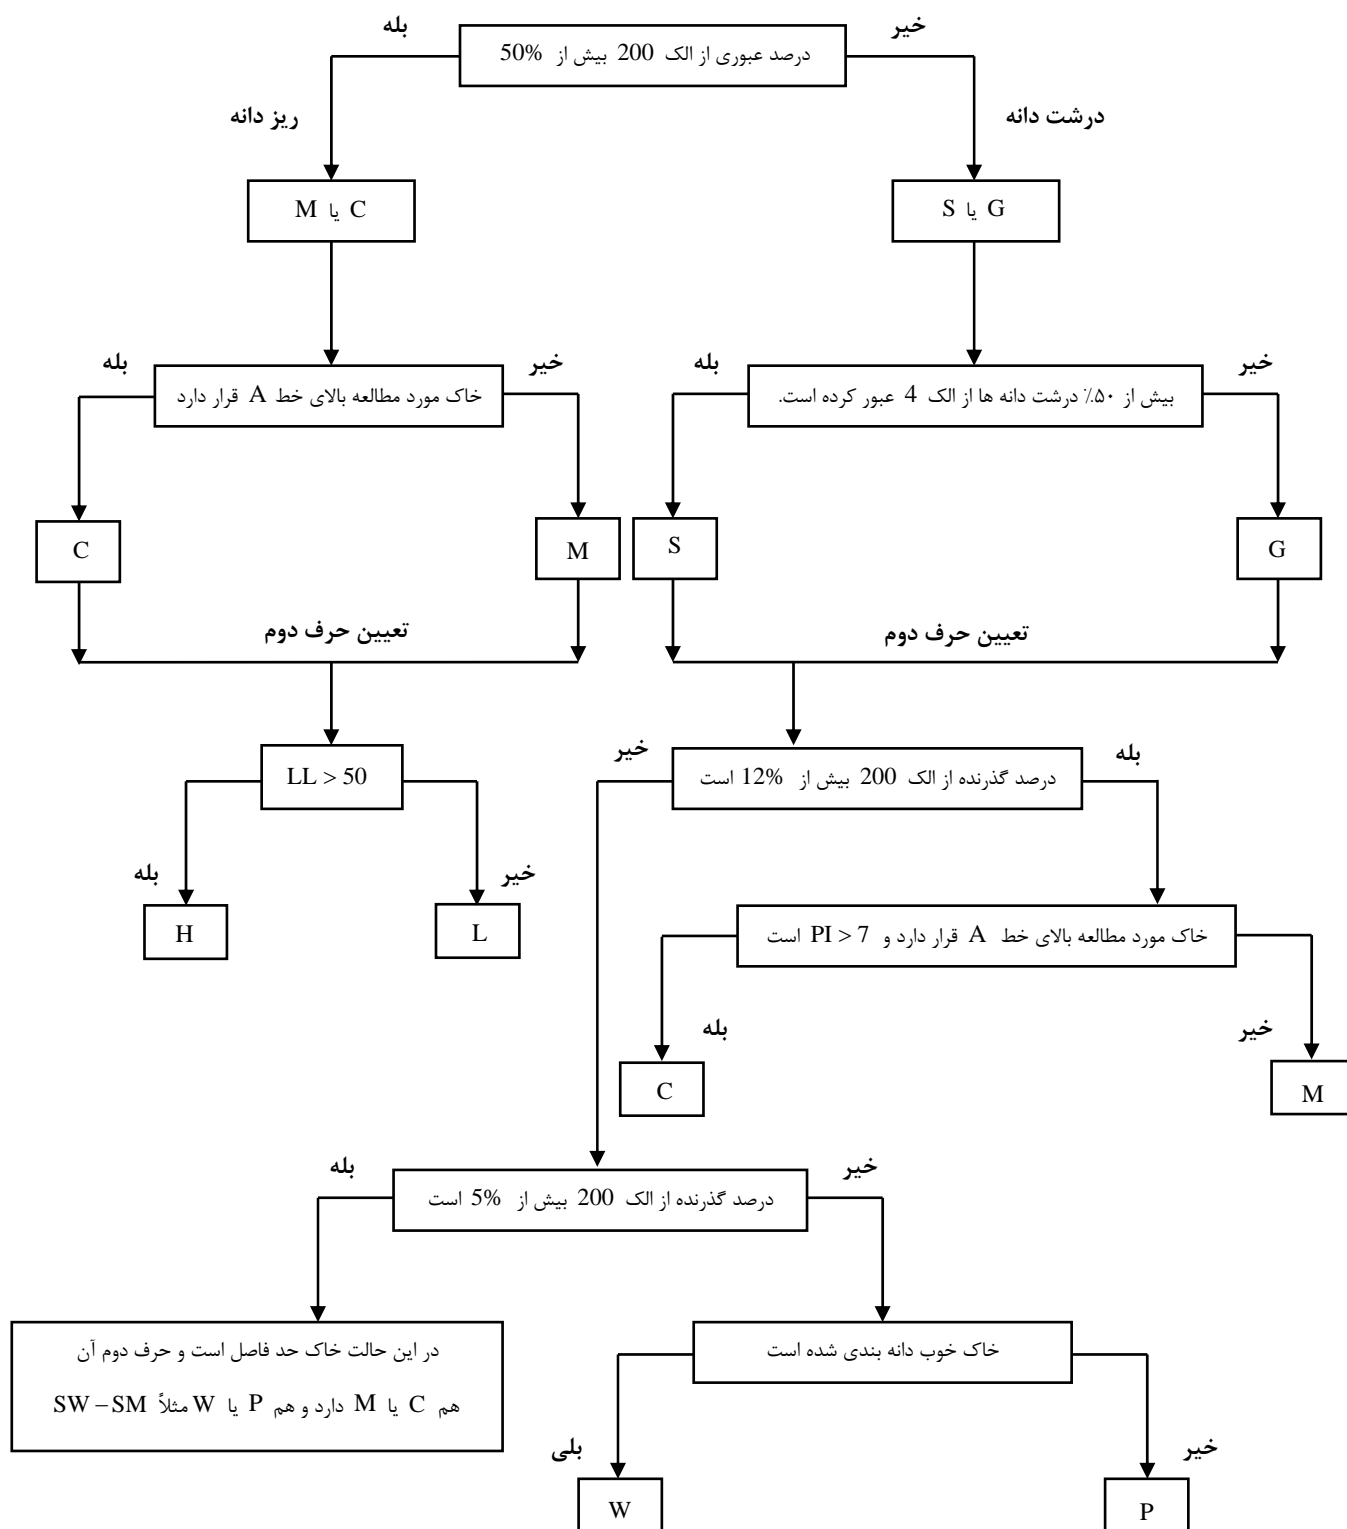 خیر
بله
درصد عبوری از الک 200 بیش از 50%
درشت دانه
ریز دانه
G یا S
C یا M
خیر
بله
خیر
بله
بیش از ۵۰٪ درشت دانه ها از الک 4 عبور کرده است.
خاک مورد مطالعه بالای خط A قرار دارد
G
S
M
C
تعیین حرف دوم
تعیین حرف دوم
بله
خیر
درصد گذرنده از الک 200 بیش از 12% است
LL > 50
خیر
بله
L
H
خاک مورد مطالعه بالای خط A قرار دارد و PI > 7 است
خیر
بله
M
C
خیر
بله
درصد گذرنده از الک 200 بیش از 5% است
خاک خوب دانه بندی شده است
در این حالت خاک حد فاصل است و حرف دوم آن
هم C یا M دارد و هم P یا W مثلاً SW – SM
خیر
بلی
P
W